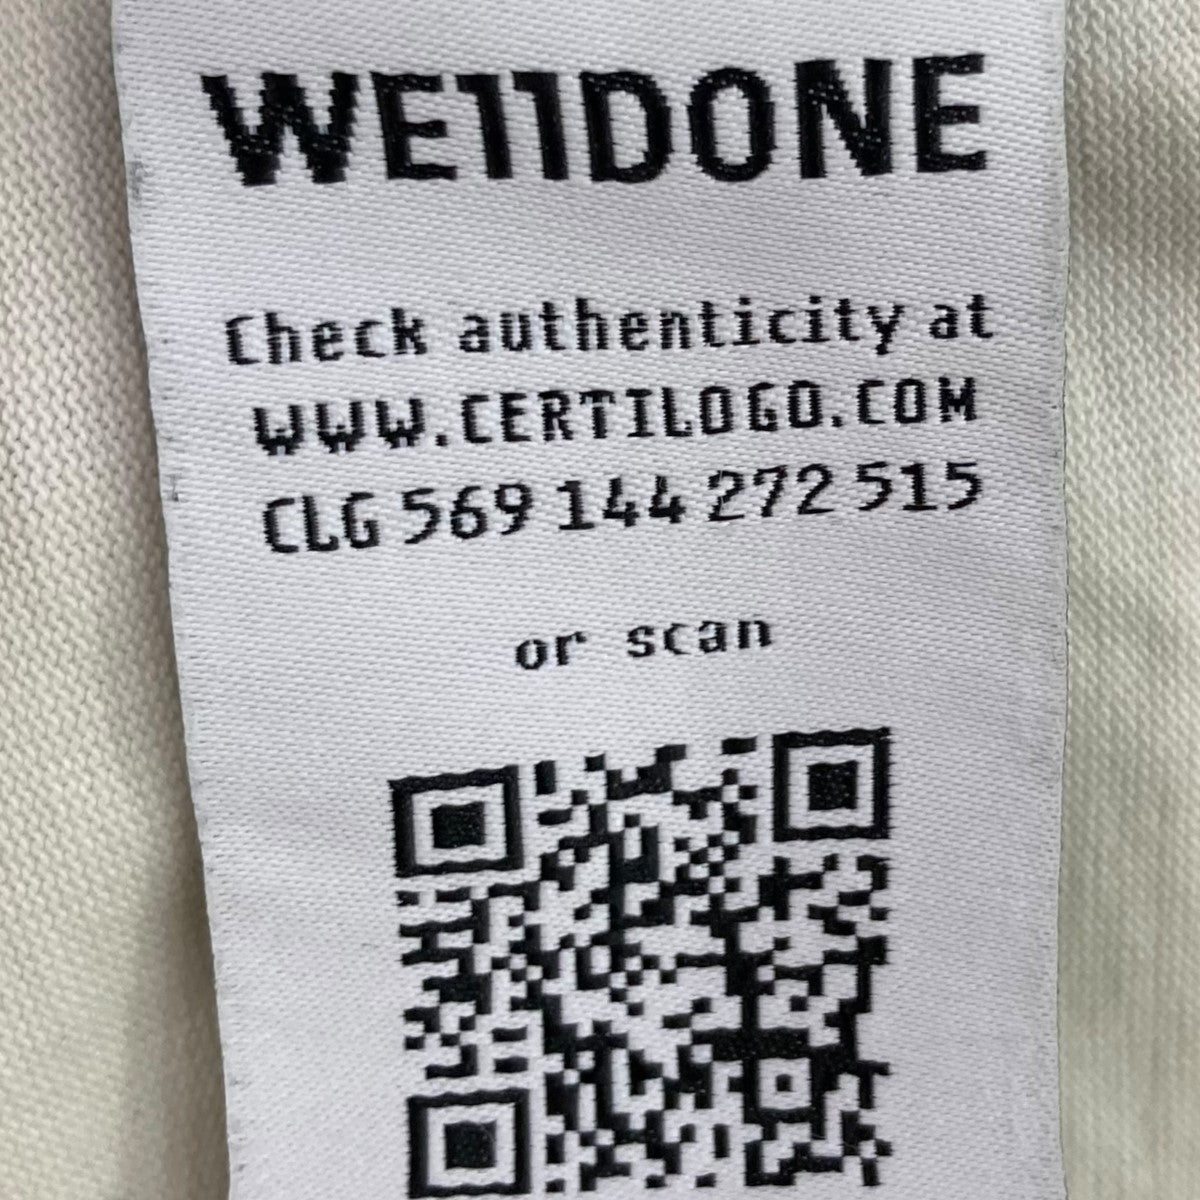 WE11DONE
Check authenticity at
WWW.CERTILOGO.COM
CLG 569 144 272 515
or scan